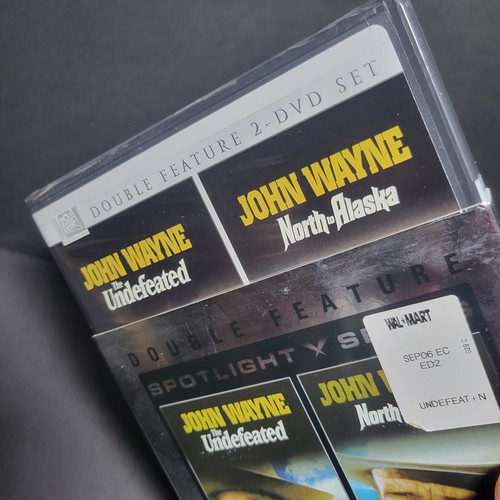 DOUBLE FEATURE 2-DVD SET
JOHN WAYNE
The Undefeated
JOHN WAYNE
North to Alaska
DOUBLE FEATURE
SPOTLIGHT X
WAL★MART
SEP06 EC
ED2
UNDEFEAT+N
JOHN WAYNE
The Undefeated
JOHN
North